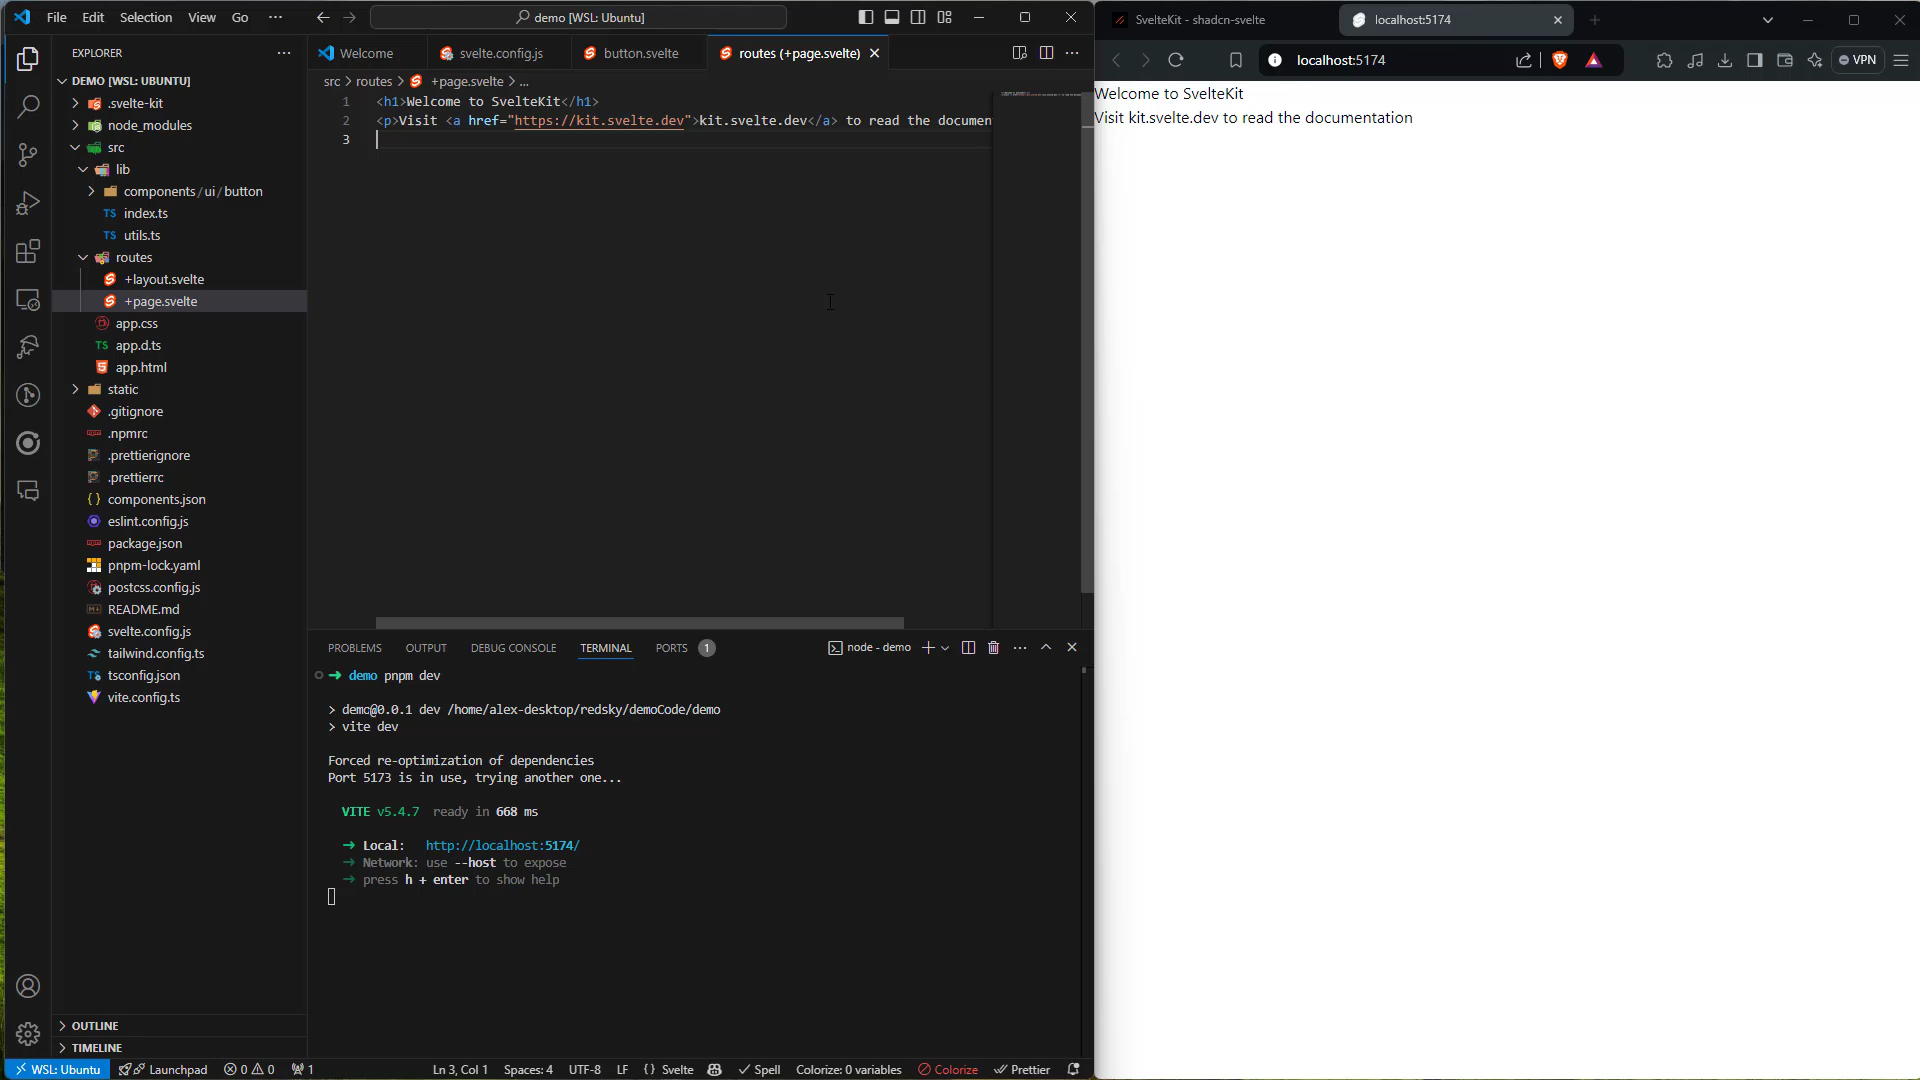 File Edit Selection View Go ··· demo [WSL: Ubuntu]
SvelteKit - shadcn-svelte
localhost:5174
EXPLORER
Welcome
svelte.config.js
button.svelte
routes (+page.svelte)
localhost:5174
VPN
DEMO [WSL: UBUNTU]
src > routes > +page.svelte > ...
.svelte-kit
node_modules
src
lib
components/ui/button
index.ts
utils.ts
routes
+layout.svelte
+page.svelte
app.css
app.d.ts
app.html
static
.gitignore
.npmrc
.prettierignore
.prettierrc
components.json
eslint.config.js
package.json
pnpm-lock.yaml
postcss.config.js
README.md
svelte.config.js
tailwind.config.ts
tsconfig.json
vite.config.ts
OUTLINE
TIMELINE
1 <h1>Welcome to SvelteKit</h1>
2 <p>Visit <a href="https://kit.svelte.dev">kit.svelte.dev</a> to read the documen
3
PROBLEMS OUTPUT DEBUG CONSOLE TERMINAL PORTS 1 node - demo
demo pnpm dev
> demo@0.0.1 dev /home/alex-desktop/redsky/demoCode/demo
> vite dev
Forced re-optimization of dependencies
Port 5173 is in use, trying another one...
VITE v5.4.7 ready in 668 ms
➜ Local: http://localhost:5174/
➜ Network: use --host to expose
➜ press h + enter to show help
WSL: Ubuntu Launchpad 0 0 1 Ln 3, Col 1 Spaces: 4 UTF-8 LF { } Svelte Spell Colorize: 0 variables Colorize Prettier
Welcome to SvelteKit
Visit kit.svelte.dev to read the documentation